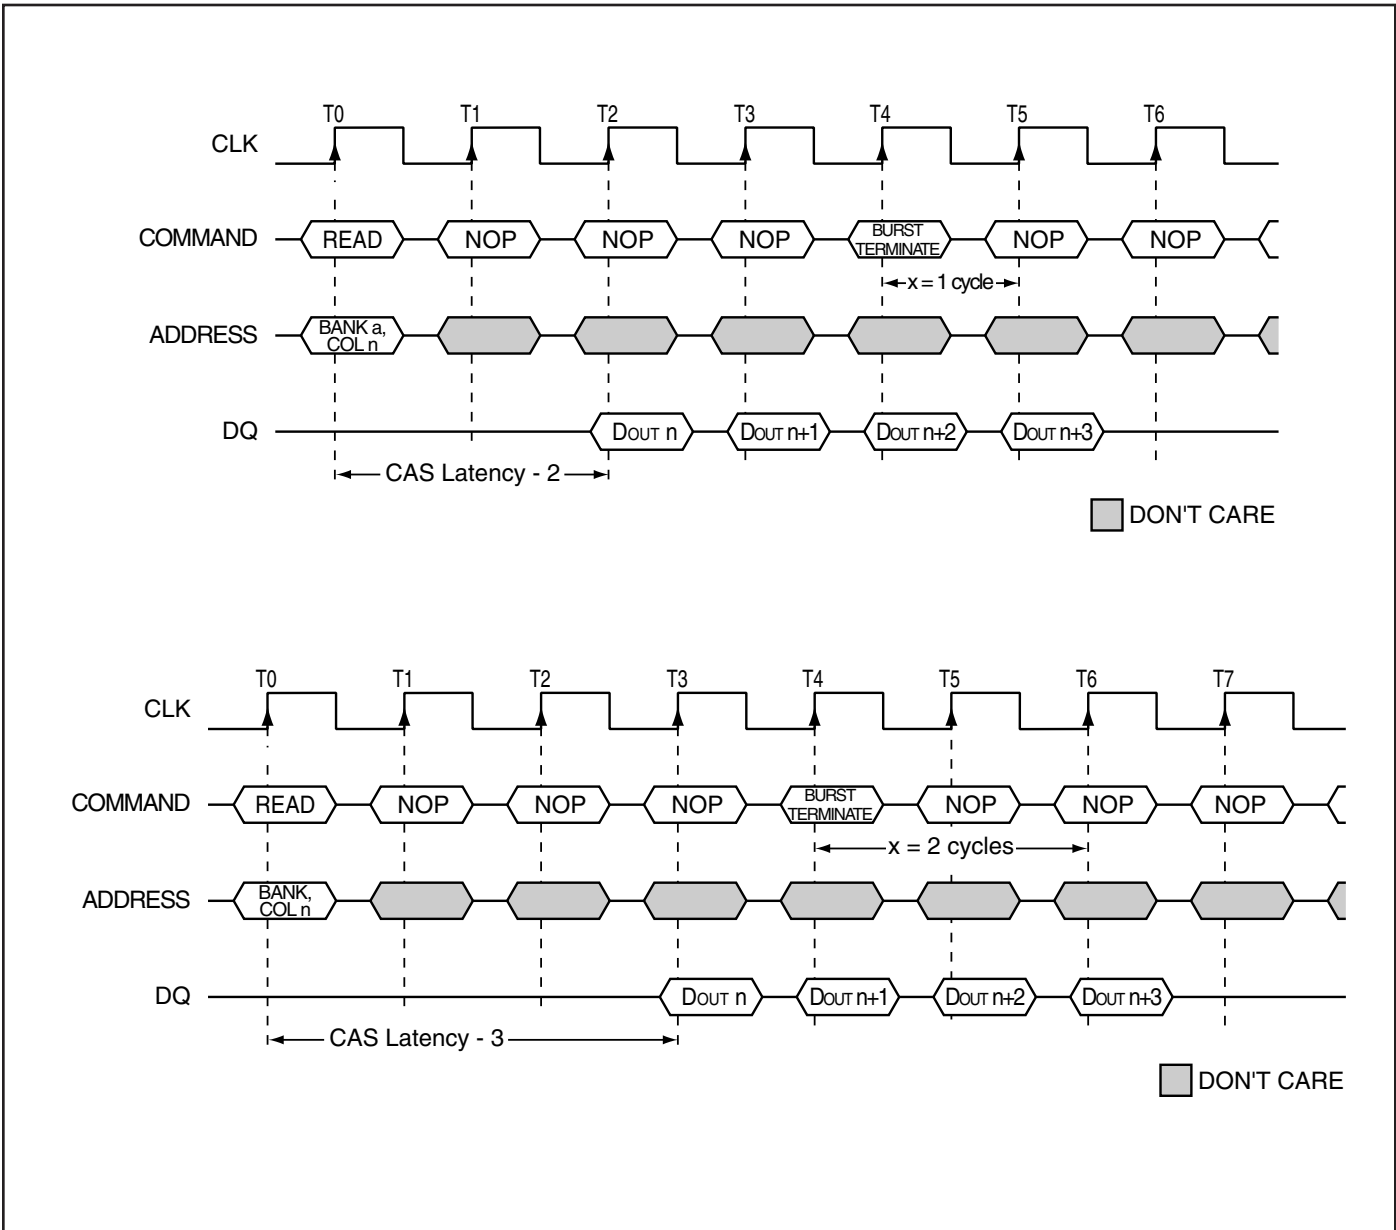 T0 T1 T2 T3 T4 T5 T6
CLK
COMMAND READ NOP NOP NOP BURST TERMINATE NOP NOP
x = 1 cycle
ADDRESS BANK a, COL n
DQ DOUT n DOUT n+1 DOUT n+2 DOUT n+3
CAS Latency - 2
DON'T CARE
T0 T1 T2 T3 T4 T5 T6 T7
CLK
COMMAND READ NOP NOP NOP BURST TERMINATE NOP NOP NOP
x = 2 cycles
ADDRESS BANK, COL n
DQ DOUT n DOUT n+1 DOUT n+2 DOUT n+3
CAS Latency - 3
DON'T CARE